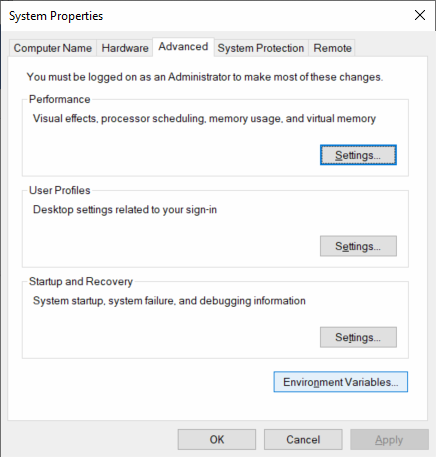 System Properties
Computer Name Hardware Advanced System Protection Remote
You must be logged on as an Administrator to make most of these changes.
Performance
Visual effects, processor scheduling, memory usage, and virtual memory
Settings...
User Profiles
Desktop settings related to your sign-in
Settings...
Startup and Recovery
System startup, system failure, and debugging information
Settings...
Environment Variables...
OK Cancel Apply